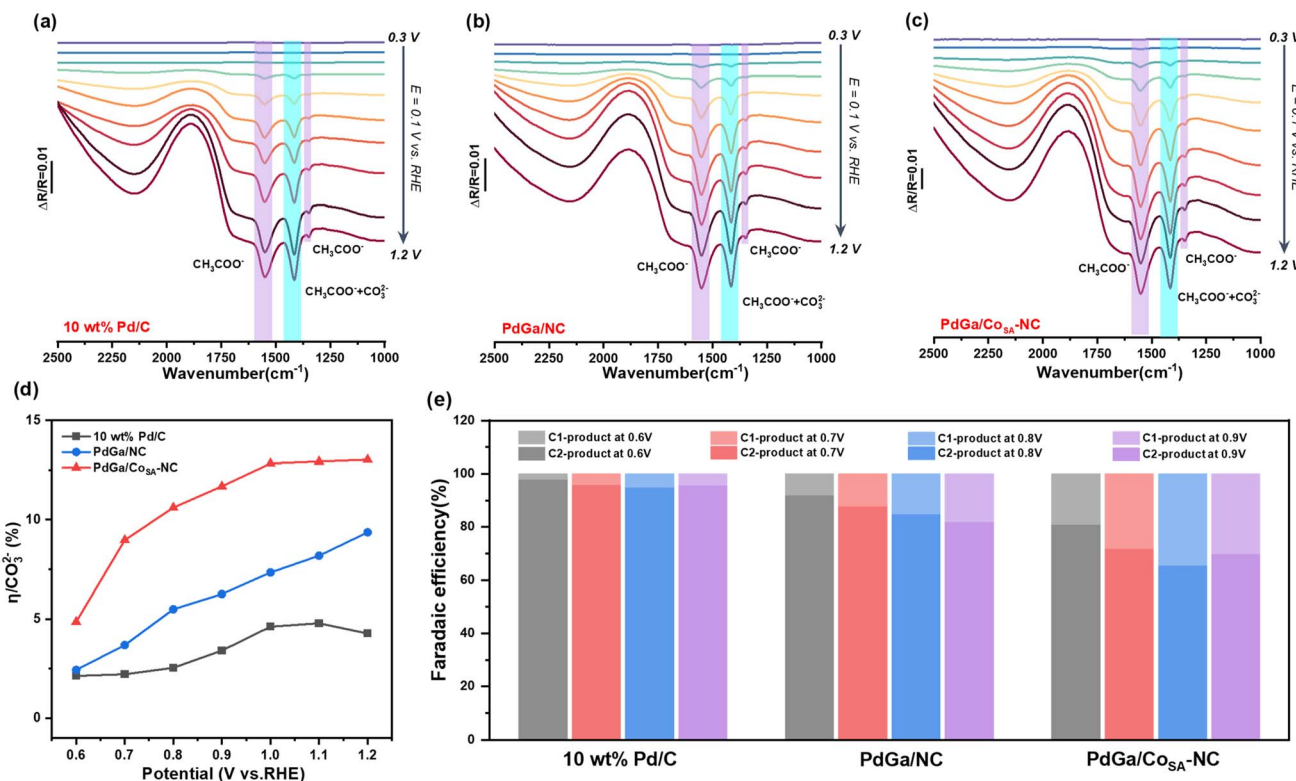 (a)
0.3 V
E = 0.1 V vs. RHE
1.2 V
ΔR/R=0.01
CH₃COO⁻
CH₃COO⁻
CH₃COO⁻+CO₃²⁻
10 wt% Pd/C
2500 2250 2000 1750 1500 1250 1000
Wavenumber(cm⁻¹)
(b)
0.3 V
E = 0.1 V vs. RHE
1.2 V
ΔR/R=0.01
CH₃COO⁻
CH₃COO⁻
CH₃COO⁻+CO₃²⁻
PdGa/NC
2500 2250 2000 1750 1500 1250 1000
Wavenumber(cm⁻¹)
(c)
0.3 V
1.2 V
ΔR/R=0.01
CH₃COO⁻
CH₃COO⁻
CH₃COO⁻+CO₃²⁻
PdGa/Co_SA-NC
2500 2250 2000 1750 1500 1250 1000
Wavenumber(cm⁻¹)
(d)
15
10
5
0
η/CO₃²⁻ (%)
10 wt% Pd/C
PdGa/NC
PdGa/Co_SA-NC
0.6 0.7 0.8 0.9 1.0 1.1 1.2
Potential (V vs.RHE)
(e)
120
100
80
60
40
20
0
Faradaic efficiency(%)
C1-product at 0.6V C1-product at 0.7V C1-product at 0.8V C1-product at 0.9V
C2-product at 0.6V C2-product at 0.7V C2-product at 0.8V C2-product at 0.9V
10 wt% Pd/C PdGa/NC PdGa/Co_SA-NC